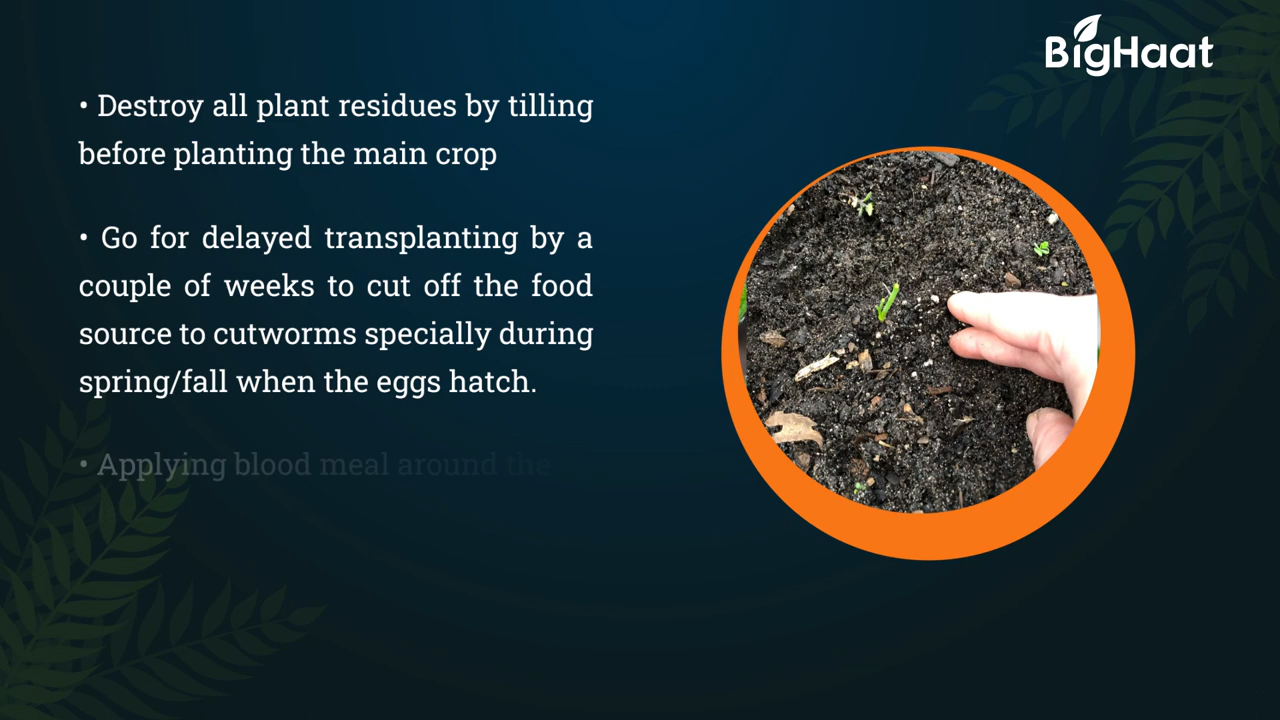 BigHaat
• Destroy all plant residues by tilling
before planting the main crop
• Go for delayed transplanting by a
couple of weeks to cut off the food
source to cutworms specially during
spring/fall when the eggs hatch.
• Applying blood meal around the